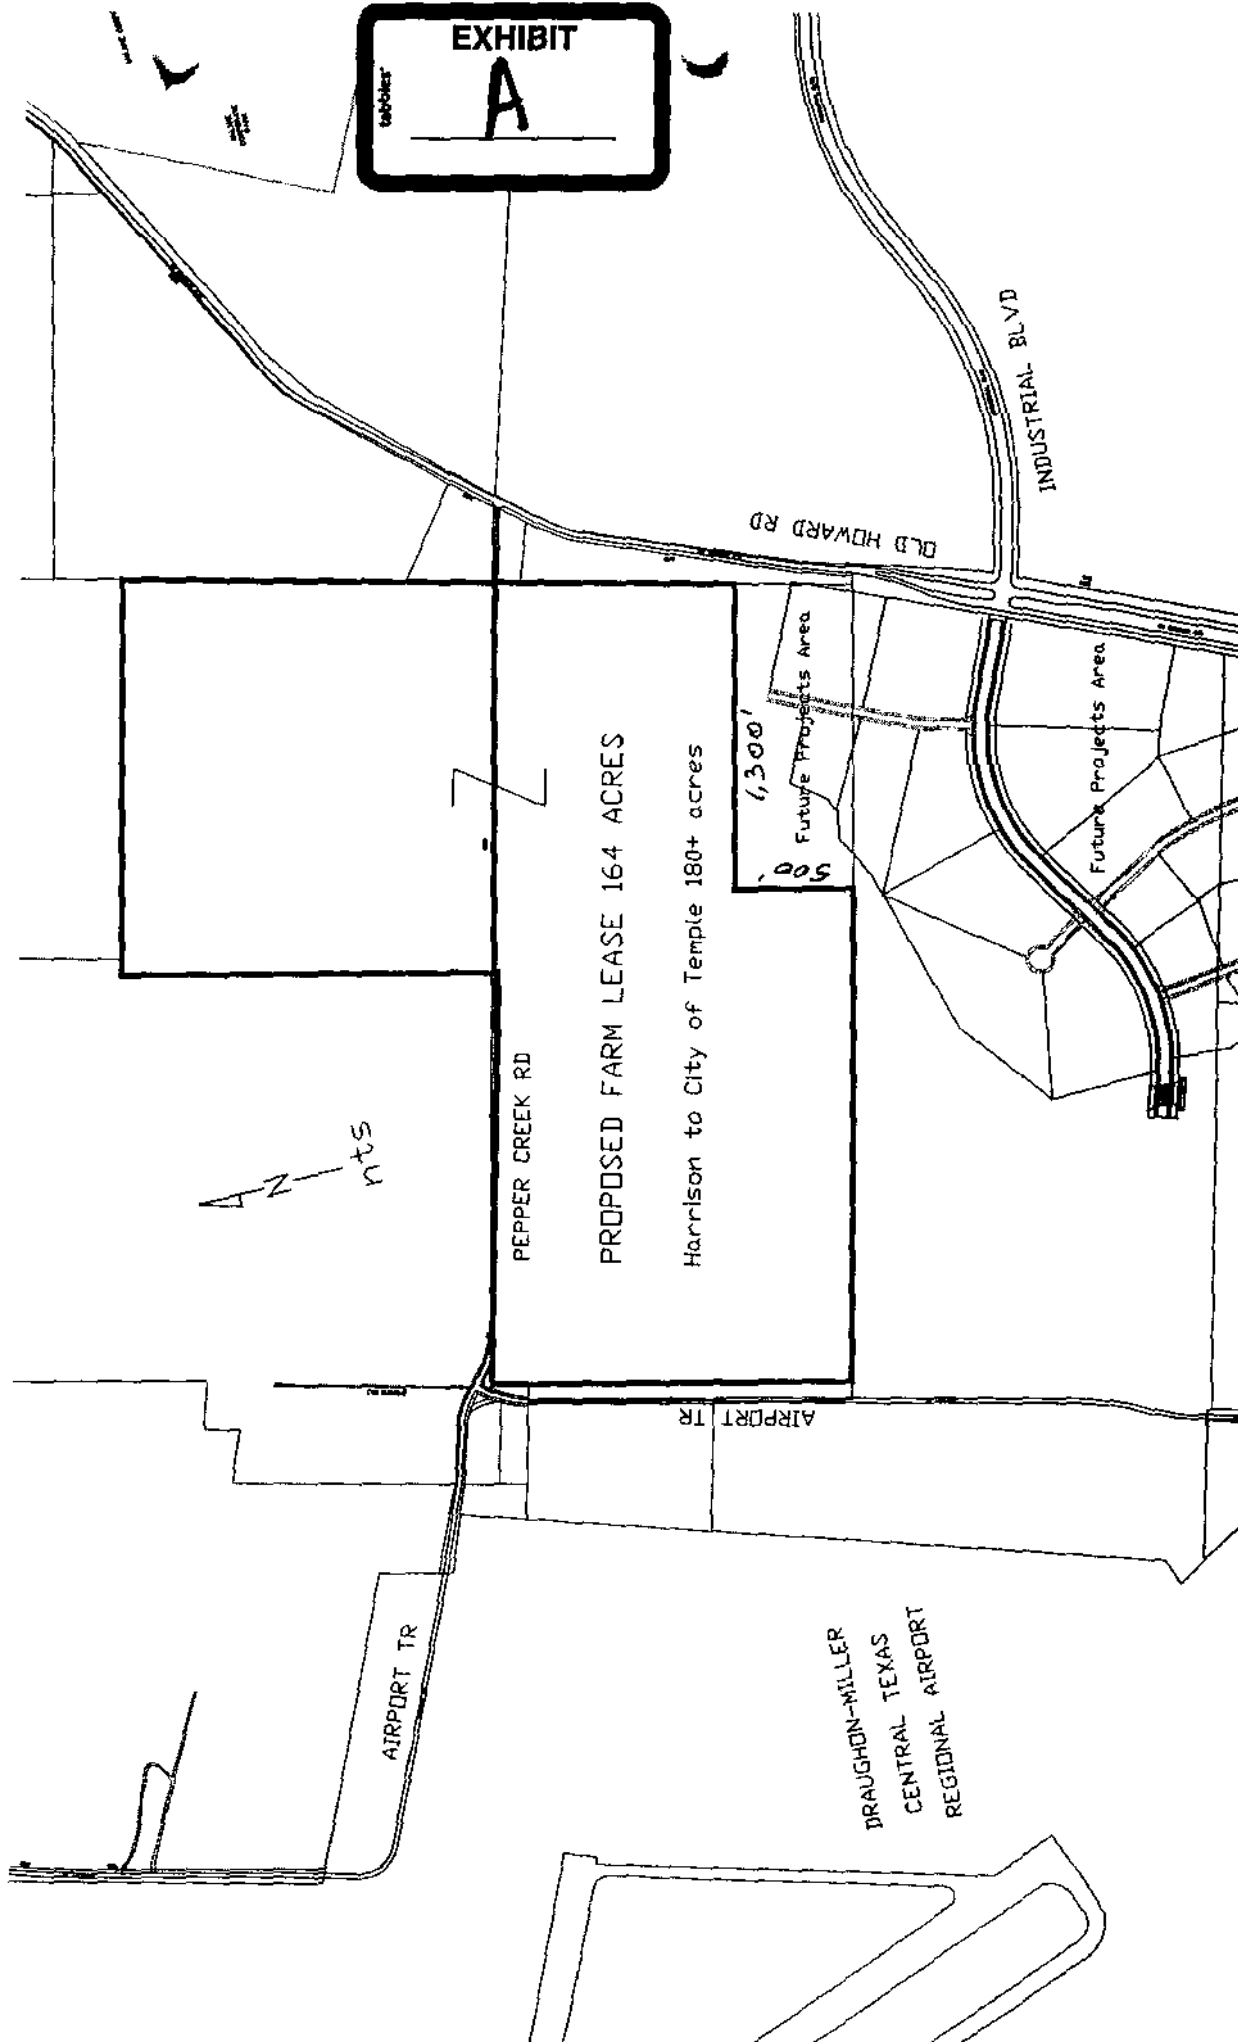 EXHIBIT
A
tabbies®
INDUSTRIAL BLVD
OLD HOWARD RD
Future Projects Area
Future Projects Area
1,300'
500'
PROPOSED FARM LEASE 164 ACRES
Harrison to City of Temple 180+ acres
PEPPER CREEK RD
N
nts
AIRPORT TR
AIRPORT TR
DRAUGHON-MILLER
CENTRAL TEXAS
REGIONAL AIRPORT